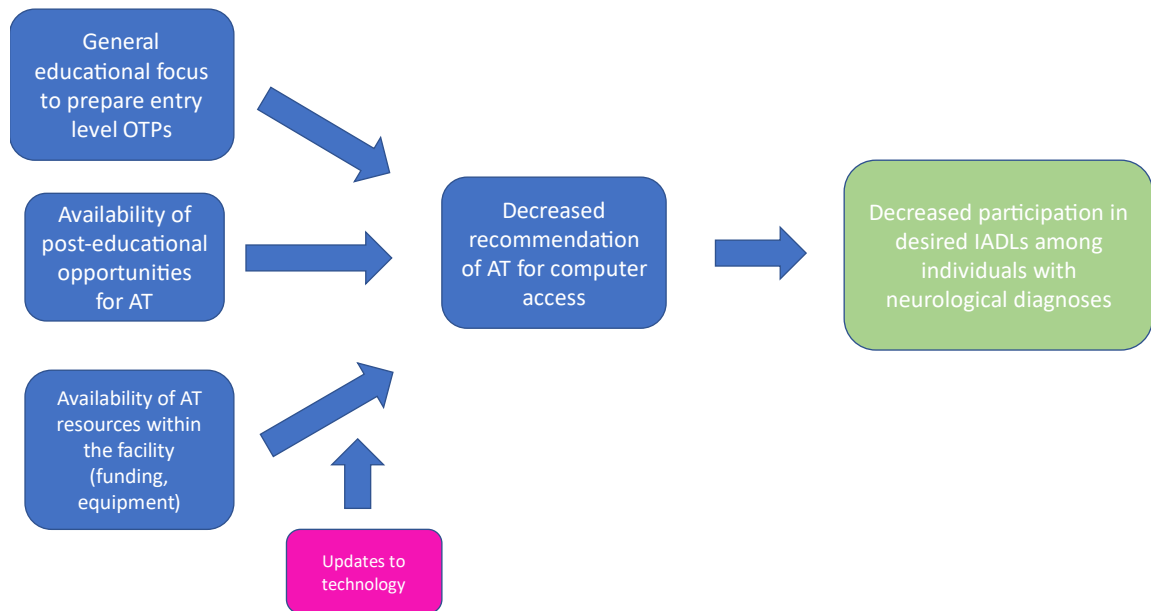 General
educational focus
to prepare entry
level OTPs
Availability of
post-educational
opportunities
for AT
Availability of AT
resources within
the facility
(funding,
equipment)
Updates to
technology
Decreased
recommendation
of AT for computer
access
Decreased participation in
desired IADLs among
individuals with
neurological diagnoses